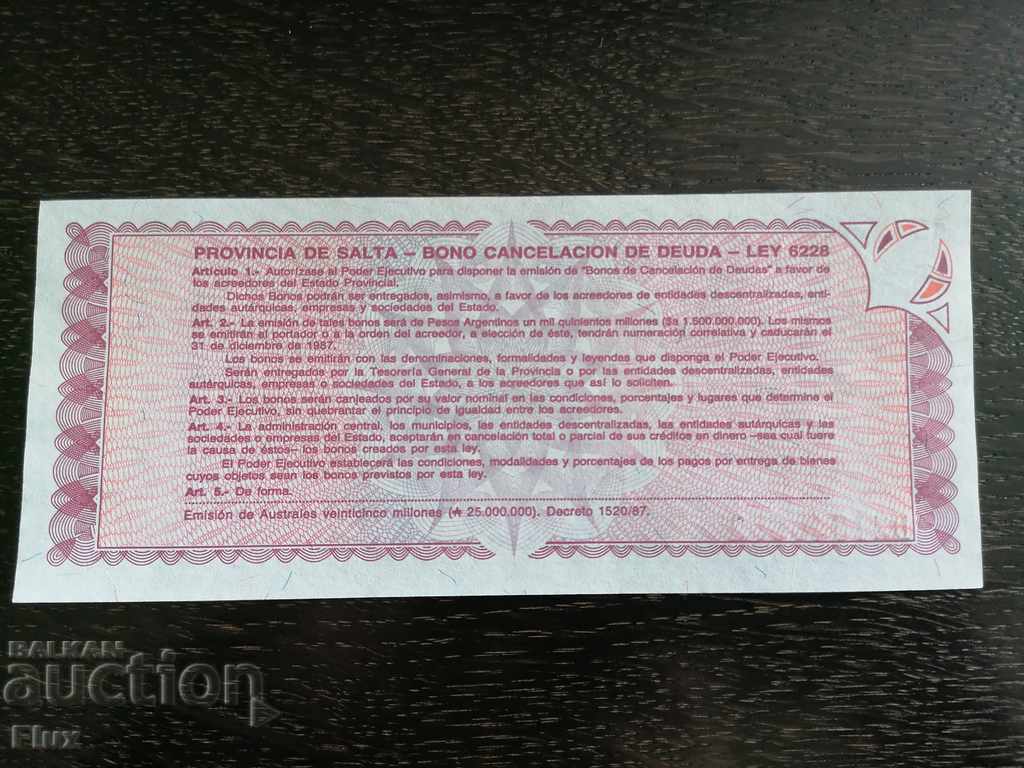 PROVINCIA DE SALTA – BONO CANCELACION DE DEUDA – LEY 6228
Artículo 1.- Autorízase al Poder Ejecutivo para disponer la emisión de "Bonos de Cancelación de Deudas" a favor de
los acreedores del Estado Provincial.
Dichos Bonos podrán ser entregados, asimismo, a favor de los acreedores de entidades descentralizadas, enti-
dades autárquicas, empresas y sociedades del Estado.
Art. 2.- La emisión de tales bonos será de Pesos Argentinos un mil quinientos millones ($a 1.500.000.000). Los mismos
se emitirán al portador o a la orden del acreedor, a elección de éste, tendrán numeración correlativa y caducarán el
31 de diciembre de 1987.
Los bonos se emitirán con las denominaciones, formalidades y leyendas que disponga el Poder Ejecutivo.
Serán entregados por la Tesorería General de la Provincia o por las entidades descentralizadas, entidades
autárquicas, empresas o sociedades del Estado, a los acreedores que así lo soliciten.
Art. 3.- Los bonos serán canjeados por su valor nominal en las condiciones, porcentajes y lugares que determine el
Poder Ejecutivo, sin quebrantar el principio de igualdad entre los acreedores.
Art. 4.- La administración central, los municipios, las entidades descentralizadas, las entidades autárquicas y las
sociedades o empresas del Estado, aceptarán en cancelación total o parcial de sus créditos en dinero –sea cual fuere
la causa de éstos– los bonos creados por esta ley.
El Poder Ejecutivo establecerá las condiciones, modalidades y porcentajes de los pagos por entrega de bienes
cuyos objetos sean los bonos previstos por esta ley.
Art. 5.- De forma.
Emisión de Australes veinticinco millones (₳ 25.000.000). Decreto 1520/87.
BALKAN
auction
Flux